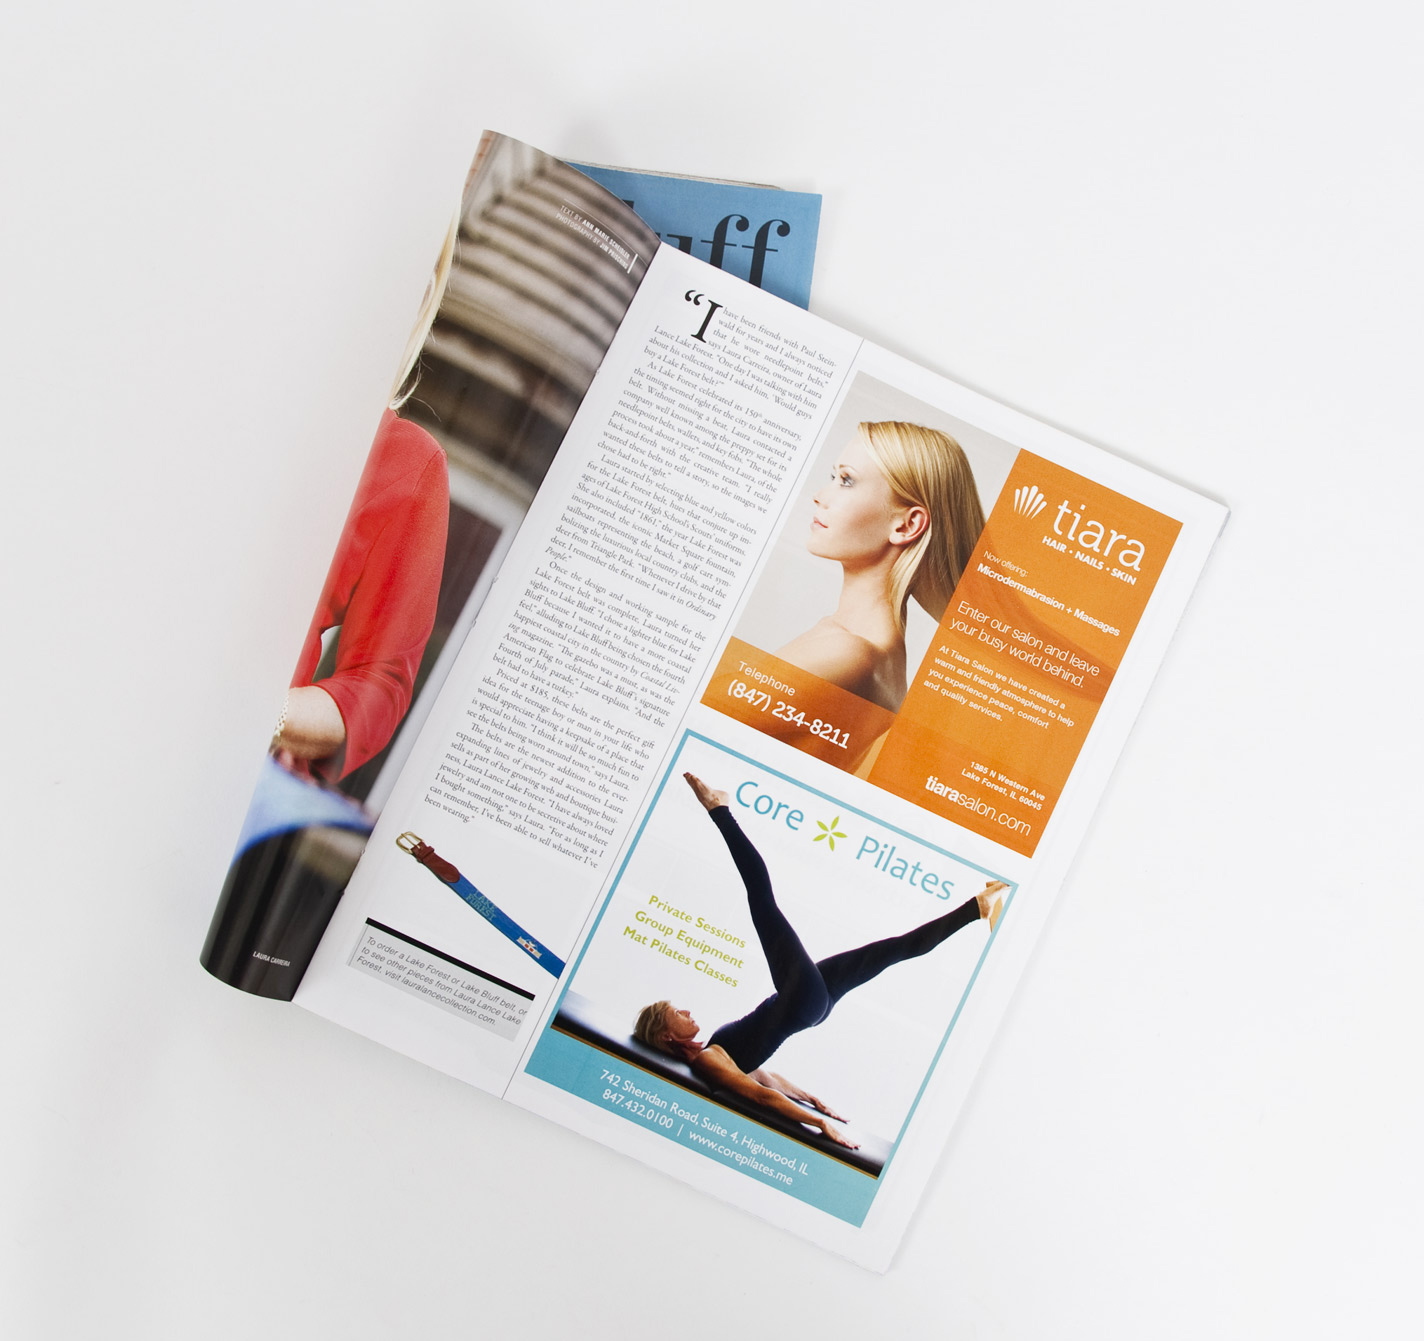 uff
TEXT BY ANN MARIE SCHEIDLER
PHOTOGRAPHY BY JIM PRISCHING
LAURA CARREIRA
“I have been friends with Paul Stein-
wald for years and I always noticed
that he wore needlepoint belts,”
says Laura Carreira, owner of Laura
Lance Lake Forest. “One day I was talking with him
about his collection and I asked him, ‘Would guys
buy a Lake Forest belt?’”
As Lake Forest celebrated its 150th anniversary,
the timing seemed right for the city to have its own
belt. Without missing a beat, Laura contacted a
company well known among the preppy set for its
needlepoint belts, wallets, and key fobs. “The whole
process took about a year,” remembers Laura, of the
back-and-forth with the creative team. “I really
wanted these belts to tell a story, so the images we
chose had to be right.”
Laura started by selecting blue and yellow colors
for the Lake Forest belt, hues that conjure up im-
ages of Lake Forest High School’s Scouts’ uniforms.
She also included “1861,” the year Lake Forest was
incorporated, the iconic Market Square fountain,
sailboats representing the beach, a golf cart sym-
bolizing the luxurious local country clubs, and the
deer from Triangle Park. “Whenever I drive by that
deer, I remember the first time I saw it in Ordinary
People.”
Once the design and working sample for the
Lake Forest belt was complete, Laura turned her
sights to Lake Bluff. “I chose a lighter blue for Lake
Bluff because I wanted it to have a more coastal
feel,” alluding to Lake Bluff being chosen the fourth
happiest coastal city in the country by Coastal Liv-
ing magazine. “The gazebo was a must, as was the
American Flag to celebrate Lake Bluff’s signature
Fourth of July parade,” Laura explains. “And the
belt had to have a turkey.”
Priced at $185, these belts are the perfect gift
idea for the teenage boy or man in your life who
would appreciate having a keepsake of a place that
is special to him. “I think it will be so much fun to
see the belts being worn around town,” says Laura.
The belts are the newest addition to the ever-
expanding lines of jewelry and accessories Laura
sells as part of her growing web and boutique busi-
ness, Laura Lance Lake Forest. “I have always loved
jewelry and am not one to be secretive about where
I bought something,” says Laura. “For as long as I
can remember, I’ve been able to sell whatever I’ve
been wearing.”
LAKE
FOREST
To order a Lake Forest or Lake Bluff belt, or
to see other pieces from Laura Lance Lake
Forest, visit lauralancecollection.com.
tiara
HAIR • NAILS • SKIN
Now offering:
Microdermabrasion + Massages
Enter our salon and leave
your busy world behind.
At Tiara Salon we have created a
warm and friendly atmosphere to help
you experience peace, comfort
and quality services.
Telephone
(847) 234-8211
1385 N Western Ave
Lake Forest, IL 60045
tiarasalon.com
Core Pilates
Private Sessions
Group Equipment
Mat Pilates Classes
742 Sheridan Road, Suite 4, Highwood, IL
847.432.0100 | www.corepilates.me